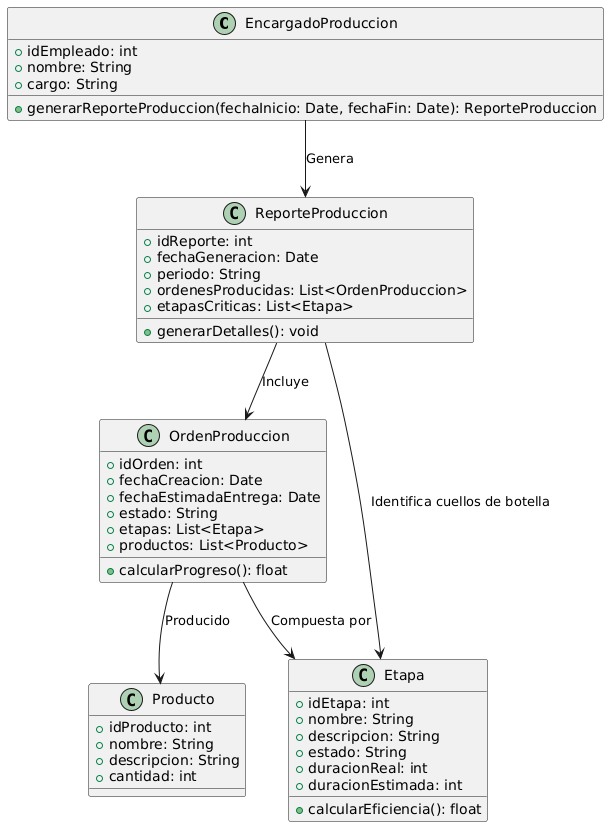 C EncargadoProduccion
idEmpleado: int
nombre: String
cargo: String
generarReporteProduccion(fechaInicio: Date, fechaFin: Date): ReporteProduccion
Genera
C ReporteProduccion
idReporte: int
fechaGeneracion: Date
periodo: String
ordenesProducidas: List<OrdenProduccion>
etapasCriticas: List<Etapa>
generarDetalles(): void
Incluye
C OrdenProduccion
idOrden: int
fechaCreacion: Date
fechaEstimadaEntrega: Date
estado: String
etapas: List<Etapa>
productos: List<Producto>
calcularProgreso(): float
Identifica cuellos de botella
Producido
Compuesta por
C Producto
idProducto: int
nombre: String
descripcion: String
cantidad: int
C Etapa
idEtapa: int
nombre: String
descripcion: String
estado: String
duracionReal: int
duracionEstimada: int
calcularEficiencia(): float